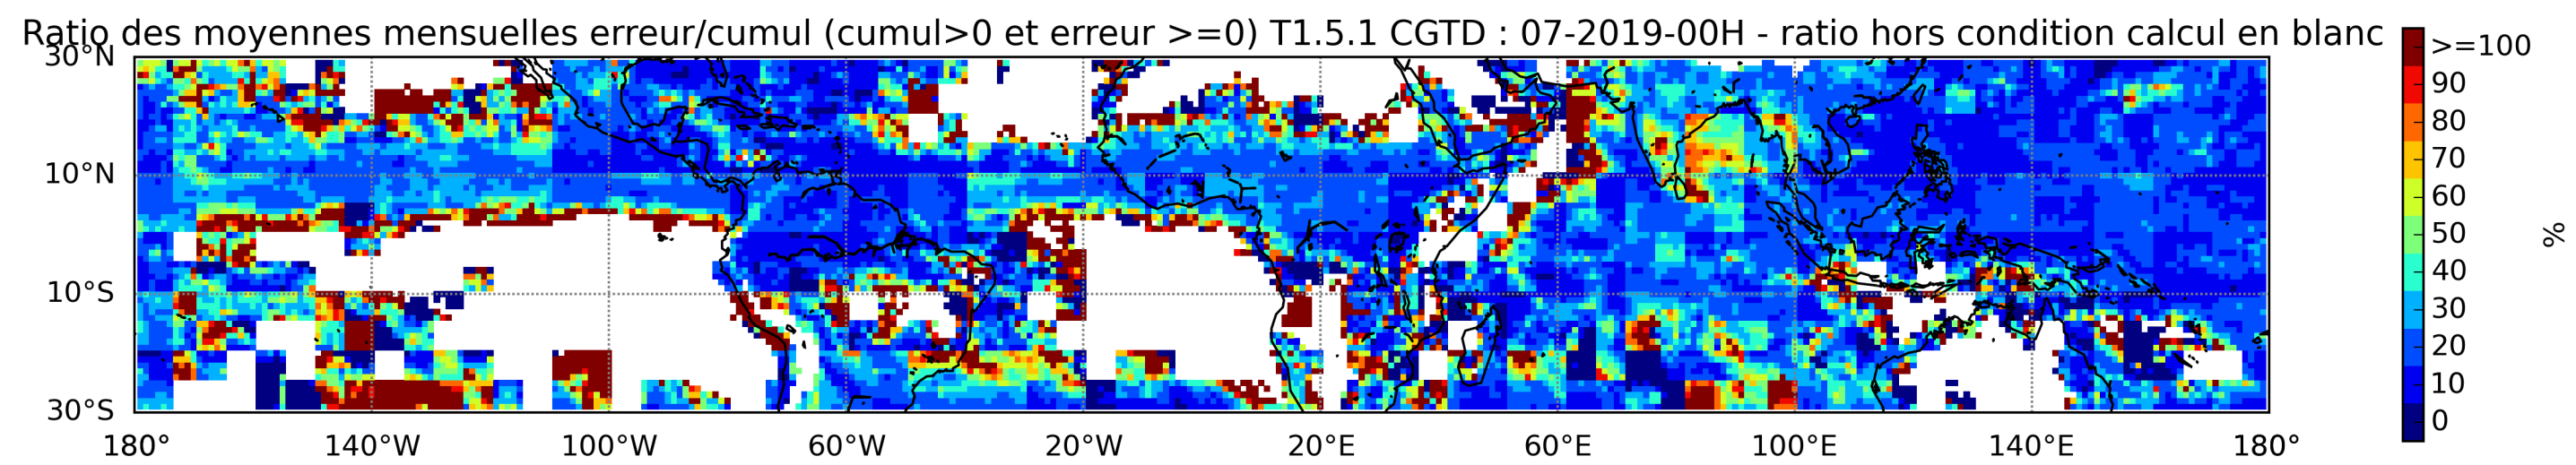 Ratio des moyennes mensuelles erreur/cumul (cumul>0 et erreur >=0) T1.5.1 CGTD : 07-2019-00H - ratio hors condition calcul en blanc
30°N
10°N
10°S
30°S
180°
140°W
100°W
60°W
20°W
20°E
60°E
100°E
140°E
180°
>=100
90
80
70
60
50
40
30
20
10
0
%